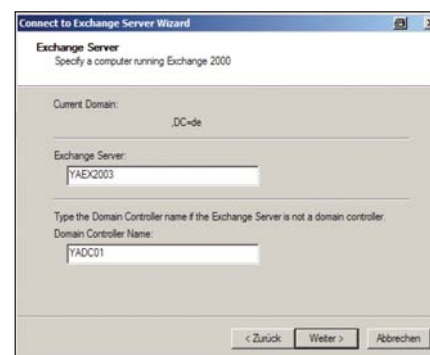 Connect to Exchange Server Wizard
Exchange Server
Specify a computer running Exchange 2000
Current Domain:
,DC=de
Exchange Server:
YAEX2003
Type the Domain Controller name if the Exchange Server is not a domain controller.
Domain Controller Name:
YADC01
< Zurück
Weiter >
Abbrechen